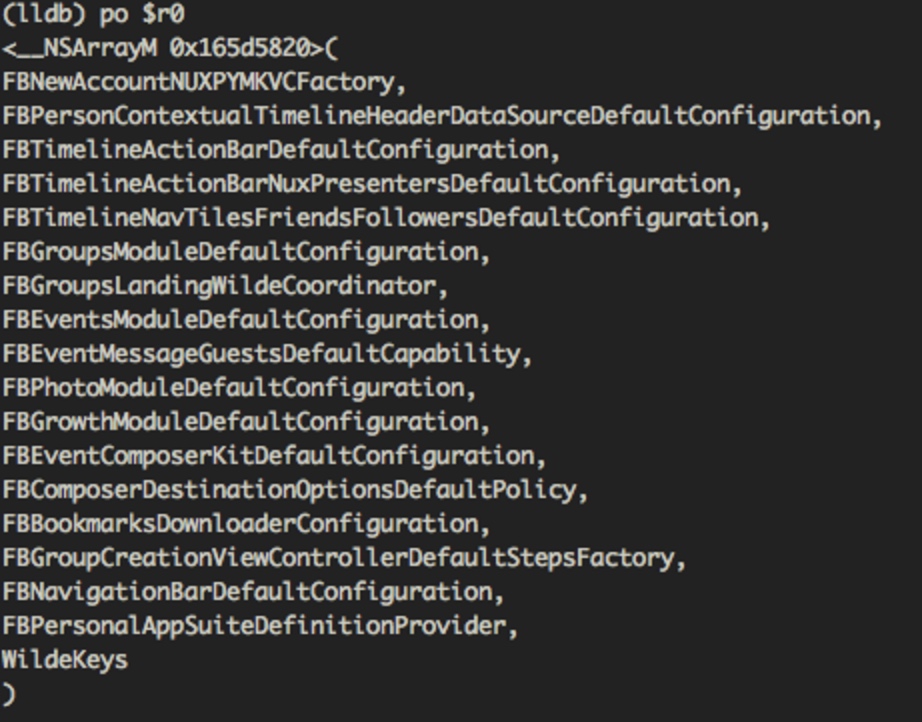 (lldb) po $r0
<__NSArrayM 0x165d5820>(
FBNewAccountNUXPYMKVCFactory,
FBPersonContextualTimelineHeaderDataSourceDefaultConfiguration,
FBTimelineActionBarDefaultConfiguration,
FBTimelineActionBarNuxPresentersDefaultConfiguration,
FBTimelineNavTilesFriendsFollowersDefaultConfiguration,
FBGroupsModuleDefaultConfiguration,
FBGroupsLandingWildeCoordinator,
FBEventsModuleDefaultConfiguration,
FBEventMessageGuestsDefaultCapability,
FBPhotoModuleDefaultConfiguration,
FBGrowthModuleDefaultConfiguration,
FBEventComposerKitDefaultConfiguration,
FBComposerDestinationOptionsDefaultPolicy,
FBBookmarksDownloaderConfiguration,
FBGroupCreationViewControllerDefaultStepsFactory,
FBNavigationBarDefaultConfiguration,
FBPersonalAppSuiteDefinitionProvider,
WildeKeys
)